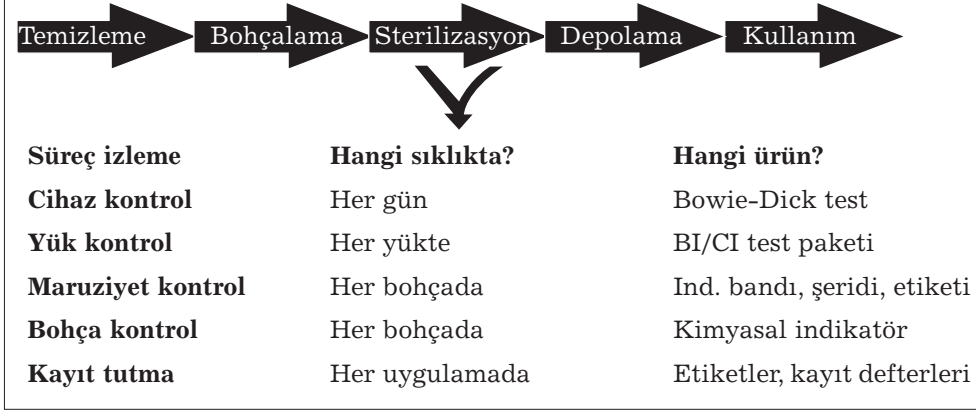 Temizleme Bohçalama Sterilizasyon Depolama Kullanım
Süreç izleme Hangi sıklıkta? Hangi ürün?
Cihaz kontrol Her gün Bowie-Dick test
Yük kontrol Her yükte BI/CI test paketi
Maruziyet kontrol Her bohçada Ind. bandı, şeridi, etiketi
Bohça kontrol Her bohçada Kimyasal indikatör
Kayıt tutma Her uygulamada Etiketler, kayıt defterleri